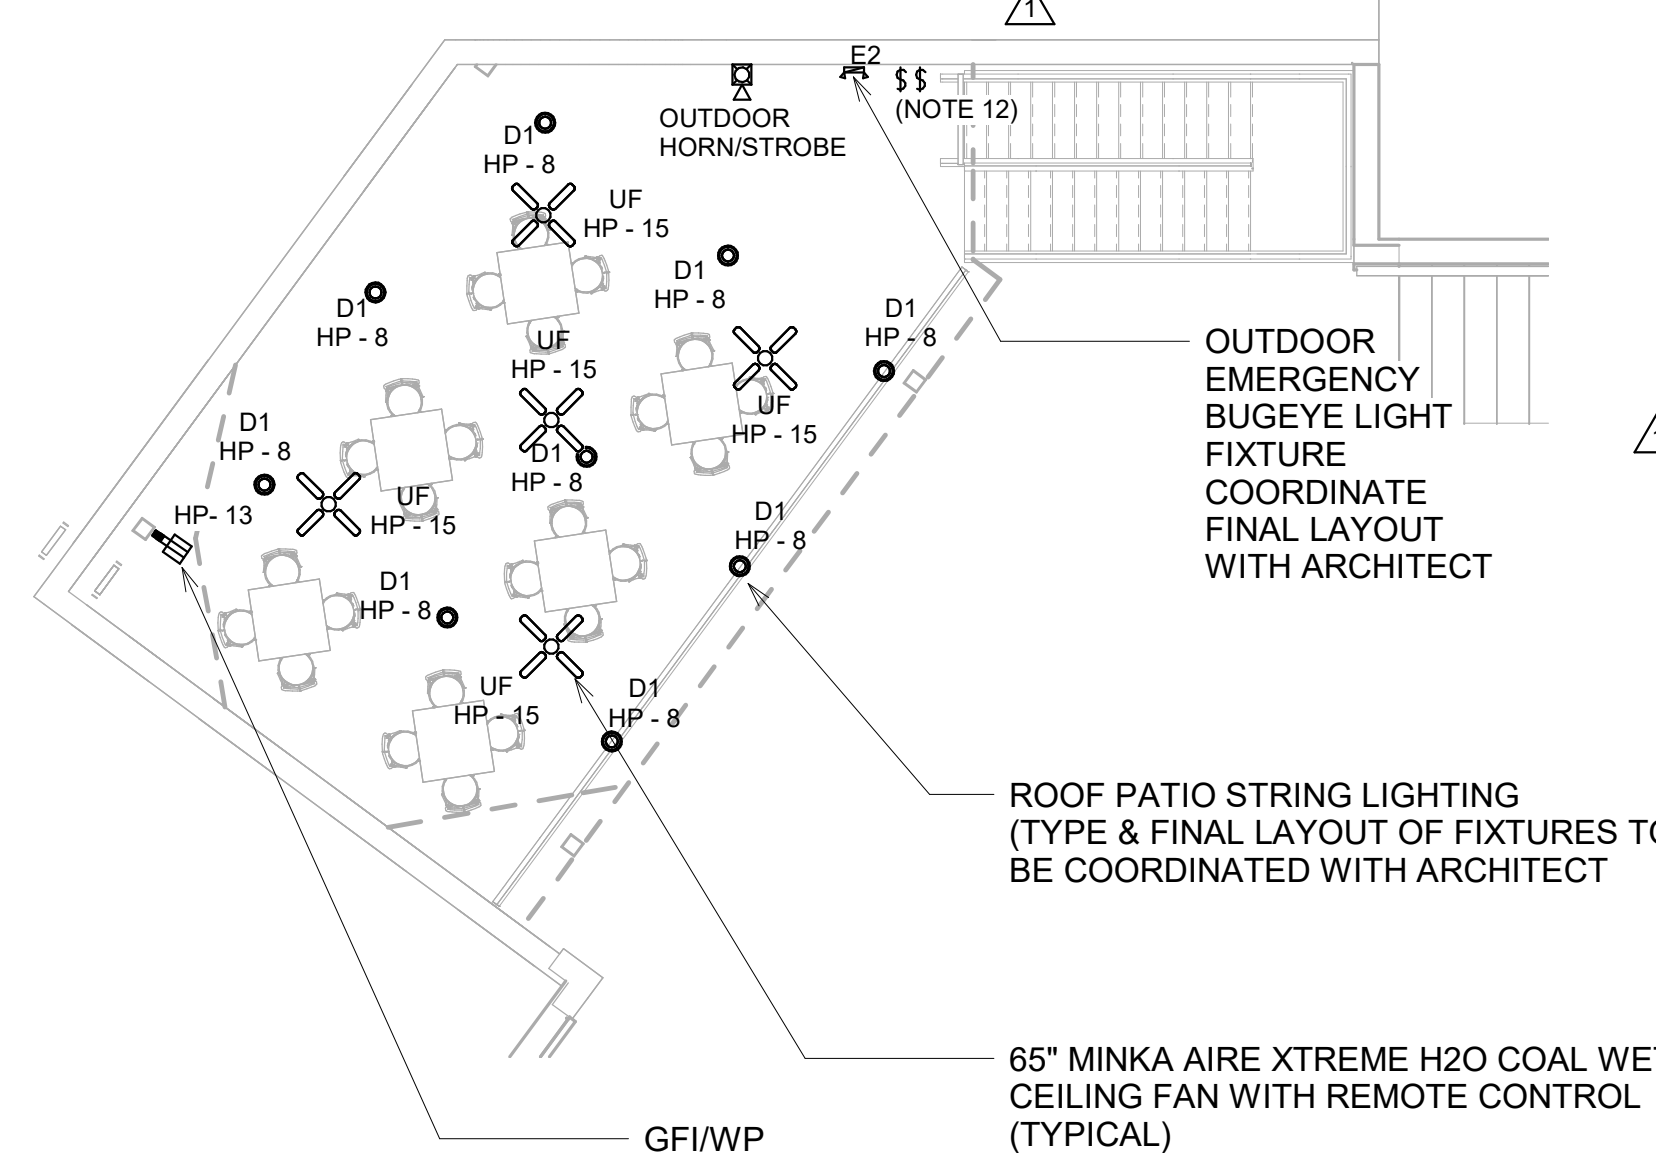 1
E2
$ $
(NOTE 12)
OUTDOOR
HORN/STROBE
D1
HP - 8
UF
HP - 15
D1
HP - 8
D1
HP - 8
D1
HP - 8
UF
HP - 15
UF
HP - 15
D1
HP - 8
D1
HP - 8
HP- 13
UF
HP - 15
D1
HP - 8
D1
HP - 8
UF
HP - 15
D1
HP - 8
OUTDOOR
EMERGENCY
BUGEYE LIGHT
FIXTURE
COORDINATE
FINAL LAYOUT
WITH ARCHITECT
ROOF PATIO STRING LIGHTING
(TYPE & FINAL LAYOUT OF FIXTURES
BE COORDINATED WITH ARCHITECT
65" MINKA AIRE XTREME H2O COAL
CEILING FAN WITH REMOTE CONTROL
(TYPICAL)
GFI/WP